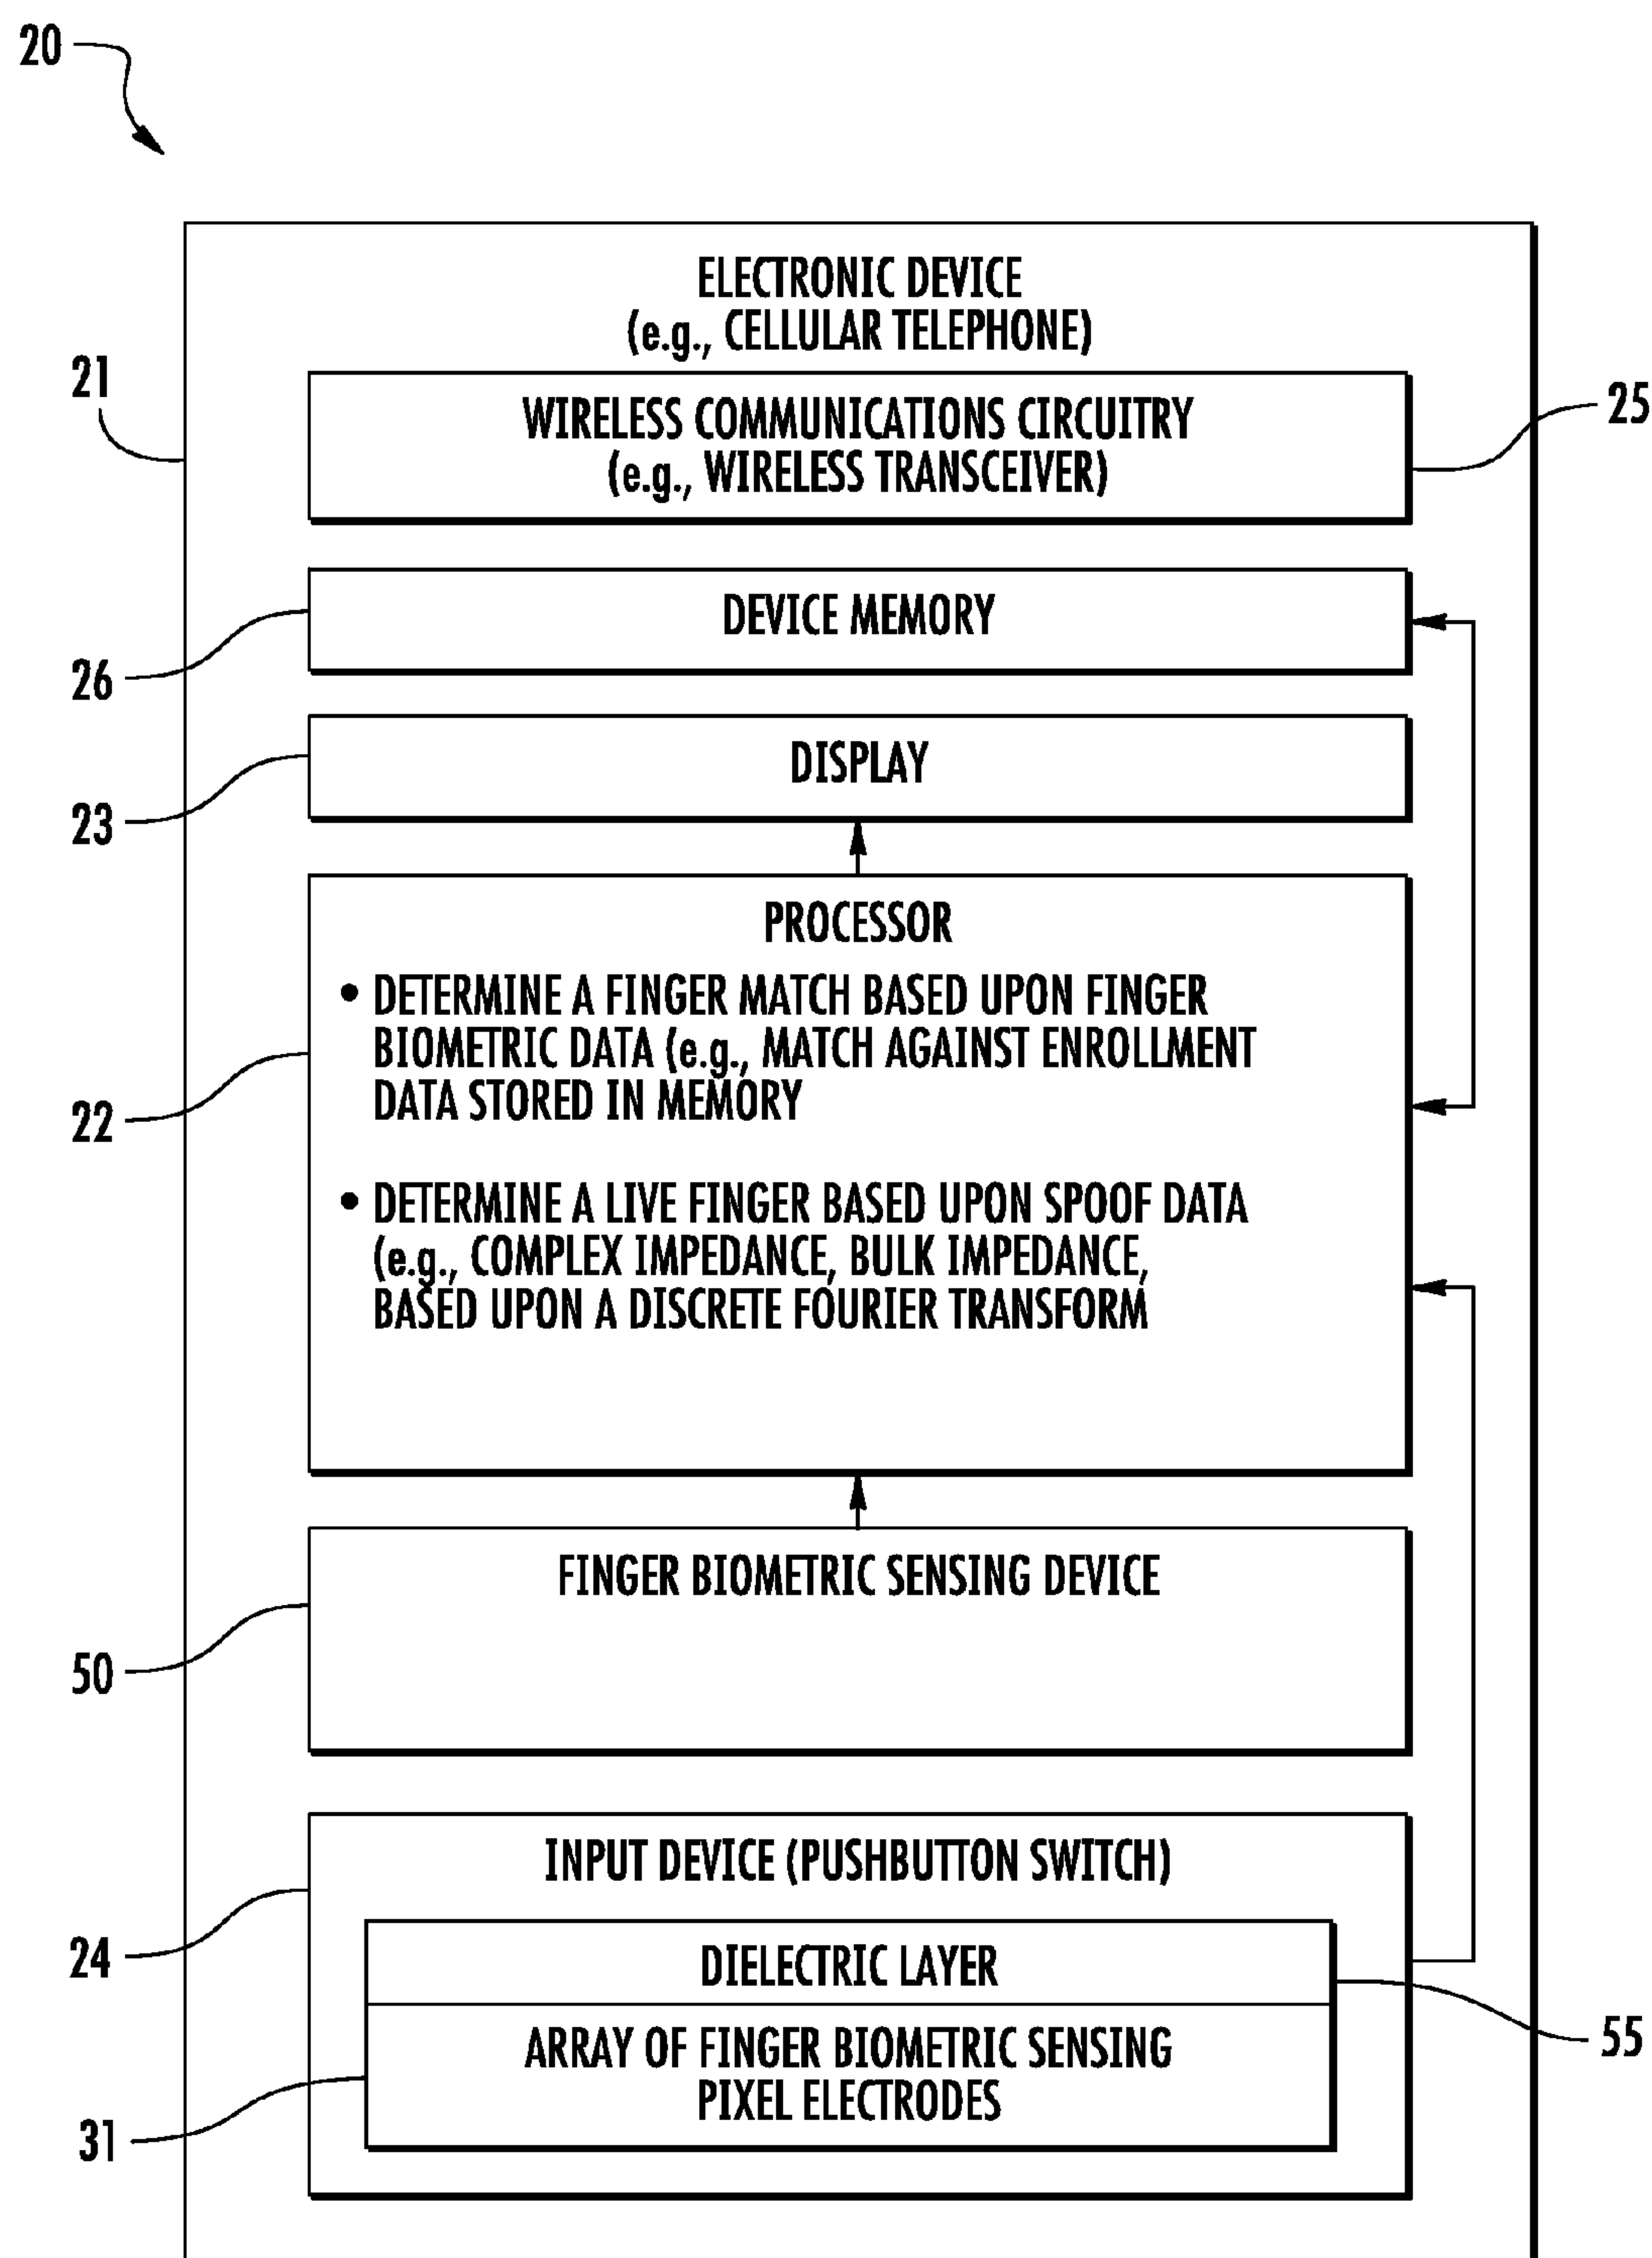 20
ELECTRONIC DEVICE
(e.g., CELLULAR TELEPHONE)
21
WIRELESS COMMUNICATIONS CIRCUITRY
(e.g., WIRELESS TRANSCEIVER)
25
DEVICE MEMORY
26
DISPLAY
23
PROCESSOR
• DETERMINE A FINGER MATCH BASED UPON FINGER
BIOMETRIC DATA (e.g., MATCH AGAINST ENROLLMENT
DATA STORED IN MEMORY
22
• DETERMINE A LIVE FINGER BASED UPON SPOOF DATA
(e.g., COMPLEX IMPEDANCE, BULK IMPEDANCE,
BASED UPON A DISCRETE FOURIER TRANSFORM
FINGER BIOMETRIC SENSING DEVICE
50
INPUT DEVICE (PUSHBUTTON SWITCH)
24
DIELECTRIC LAYER
55
ARRAY OF FINGER BIOMETRIC SENSING
PIXEL ELECTRODES
31